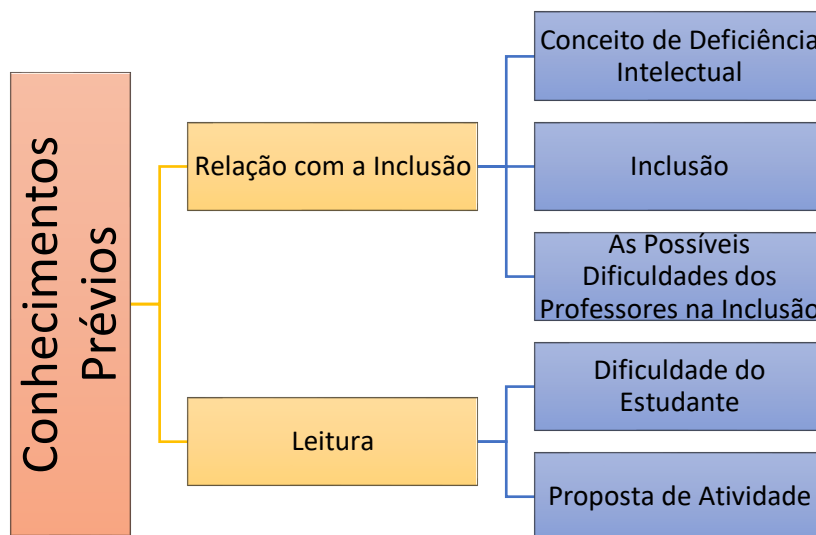 Conhecimentos
Prévios
Relação com a Inclusão
Conceito de Deficiência
Intelectual
Inclusão
As Possíveis
Dificuldades dos
Professores na Inclusão
Leitura
Dificuldade do
Estudante
Proposta de Atividade